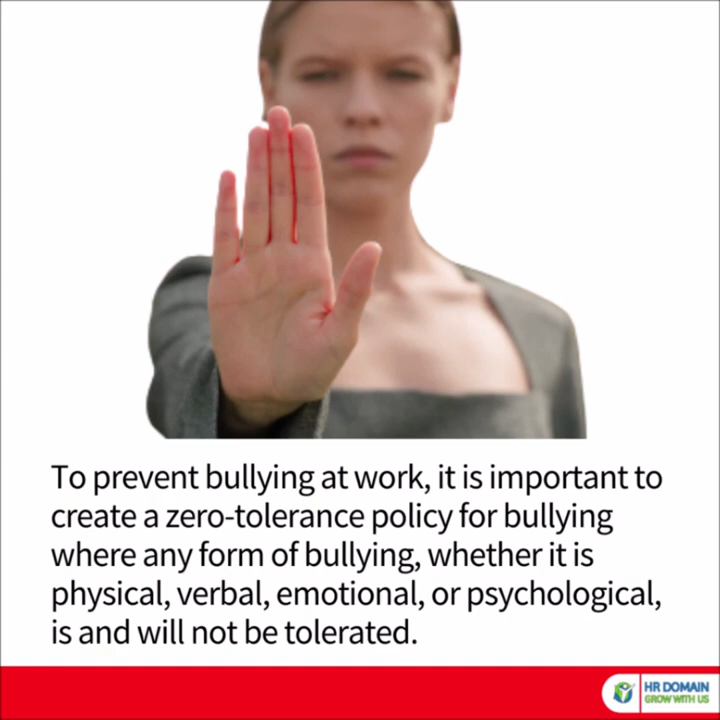 To prevent bullying at work, it is important to
create a zero-tolerance policy for bullying
where any form of bullying, whether it is
physical, verbal, emotional, or psychological,
is and will not be tolerated.
HR DOMAIN
GROW WITH US